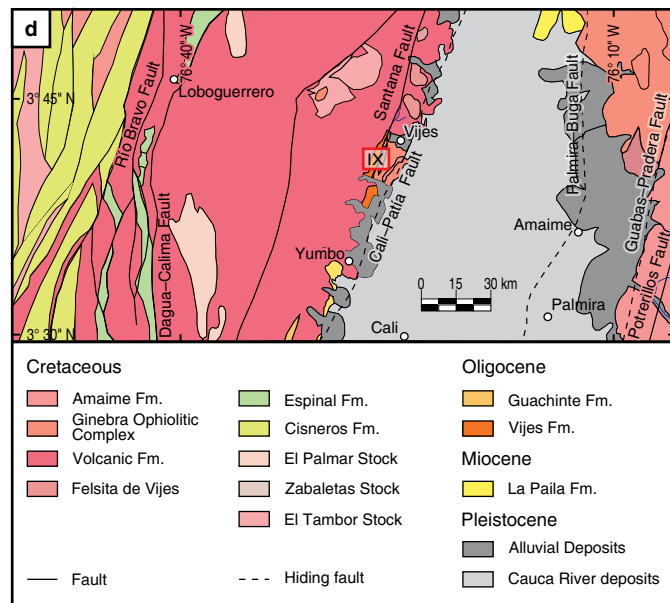 d
76° 40" W
76° 10" W
3° 45" N
Loboguerrero
Río Bravo Fault
Santana Fault
Vijes
IX
Palmira–Buga Fault
Guabas–Pradera Fault
Cali–Patía Fault
Dagua–Calima Fault
Amaime
Yumbo
0 15 30 km
Potrerillos Fault
Palmira
3° 30" N
Cali
Cretaceous
Amaime Fm.
Ginebra Ophiolitic
Complex
Volcanic Fm.
Felsita de Vijes
Espinal Fm.
Cisneros Fm.
El Palmar Stock
Zabaletas Stock
El Tambor Stock
Oligocene
Guachinte Fm.
Vijes Fm.
Miocene
La Paila Fm.
Pleistocene
Alluvial Deposits
Cauca River deposits
Fault
Hiding fault